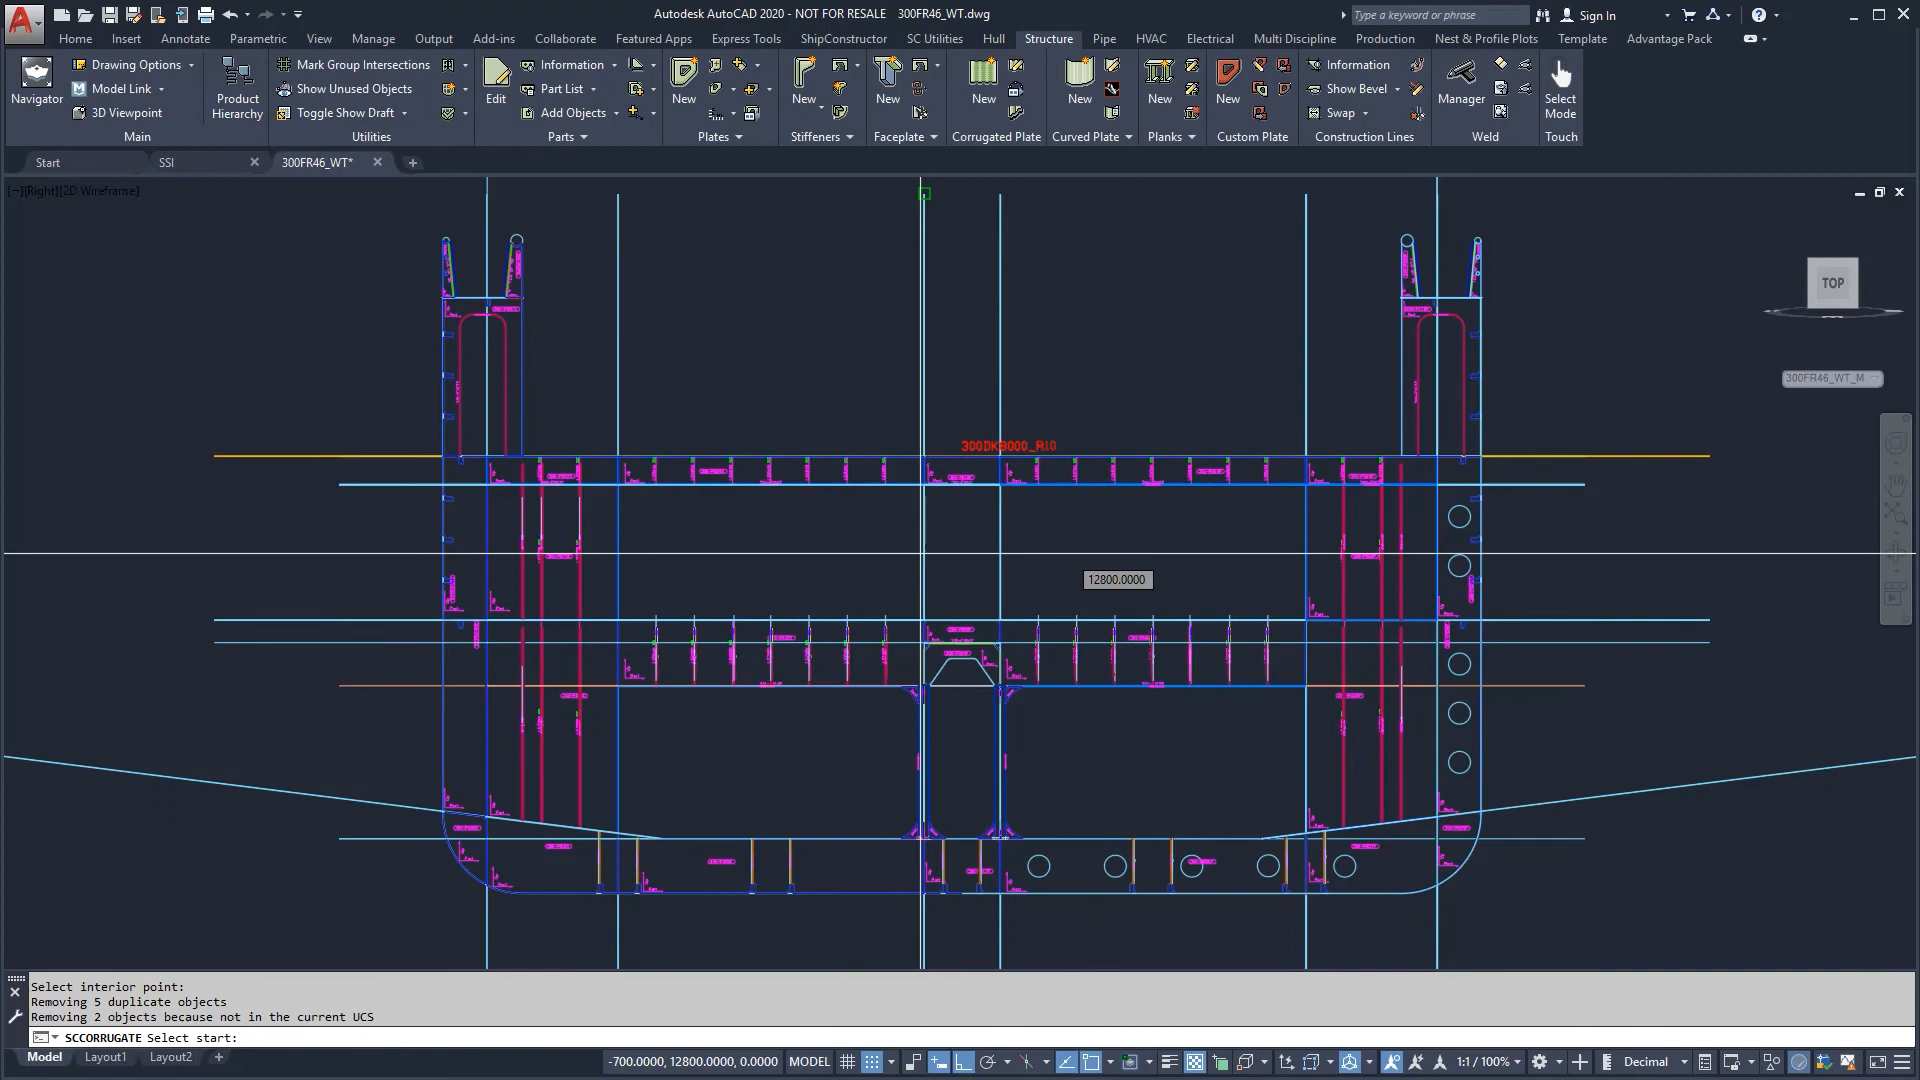 Autodesk AutoCAD 2020 - NOT FOR RESALE 300FR46_WT.dwg
Type a keyword or phrase
Sign In
Home Insert Annotate Parametric View Manage Output Add-ins Collaborate Featured Apps Express Tools ShipConstructor SC Utilities Hull Structure Pipe HVAC Electrical Multi Discipline Production Nest & Profile Plots Template Advantage Pack
Navigator
Drawing Options
Model Link
3D Viewpoint
Main
Product Hierarchy
Mark Group Intersections
Show Unused Objects
Toggle Show Draft
Utilities
Edit
Information
Part List
Add Objects
Parts
New
Plates
New
Stiffeners
New
Faceplate
New
Corrugated Plate
New
Curved Plate
New
Planks
New
Custom Plate
Information
Show Bevel
Swap
Construction Lines
Manager
Weld
Select Mode
Touch
Start
SSI
300FR46_WT*
[−][Right][2D Wireframe]
TOP
300FR46_WT_M
300DKB000_R10
12800.0000
Select interior point:
Removing 5 duplicate objects
Removing 2 objects because not in the current UCS
SCCORRUGATE Select start:
Model Layout1 Layout2 +
-700.0000, 12800.0000, 0.0000 MODEL 1:1 / 100% Decimal